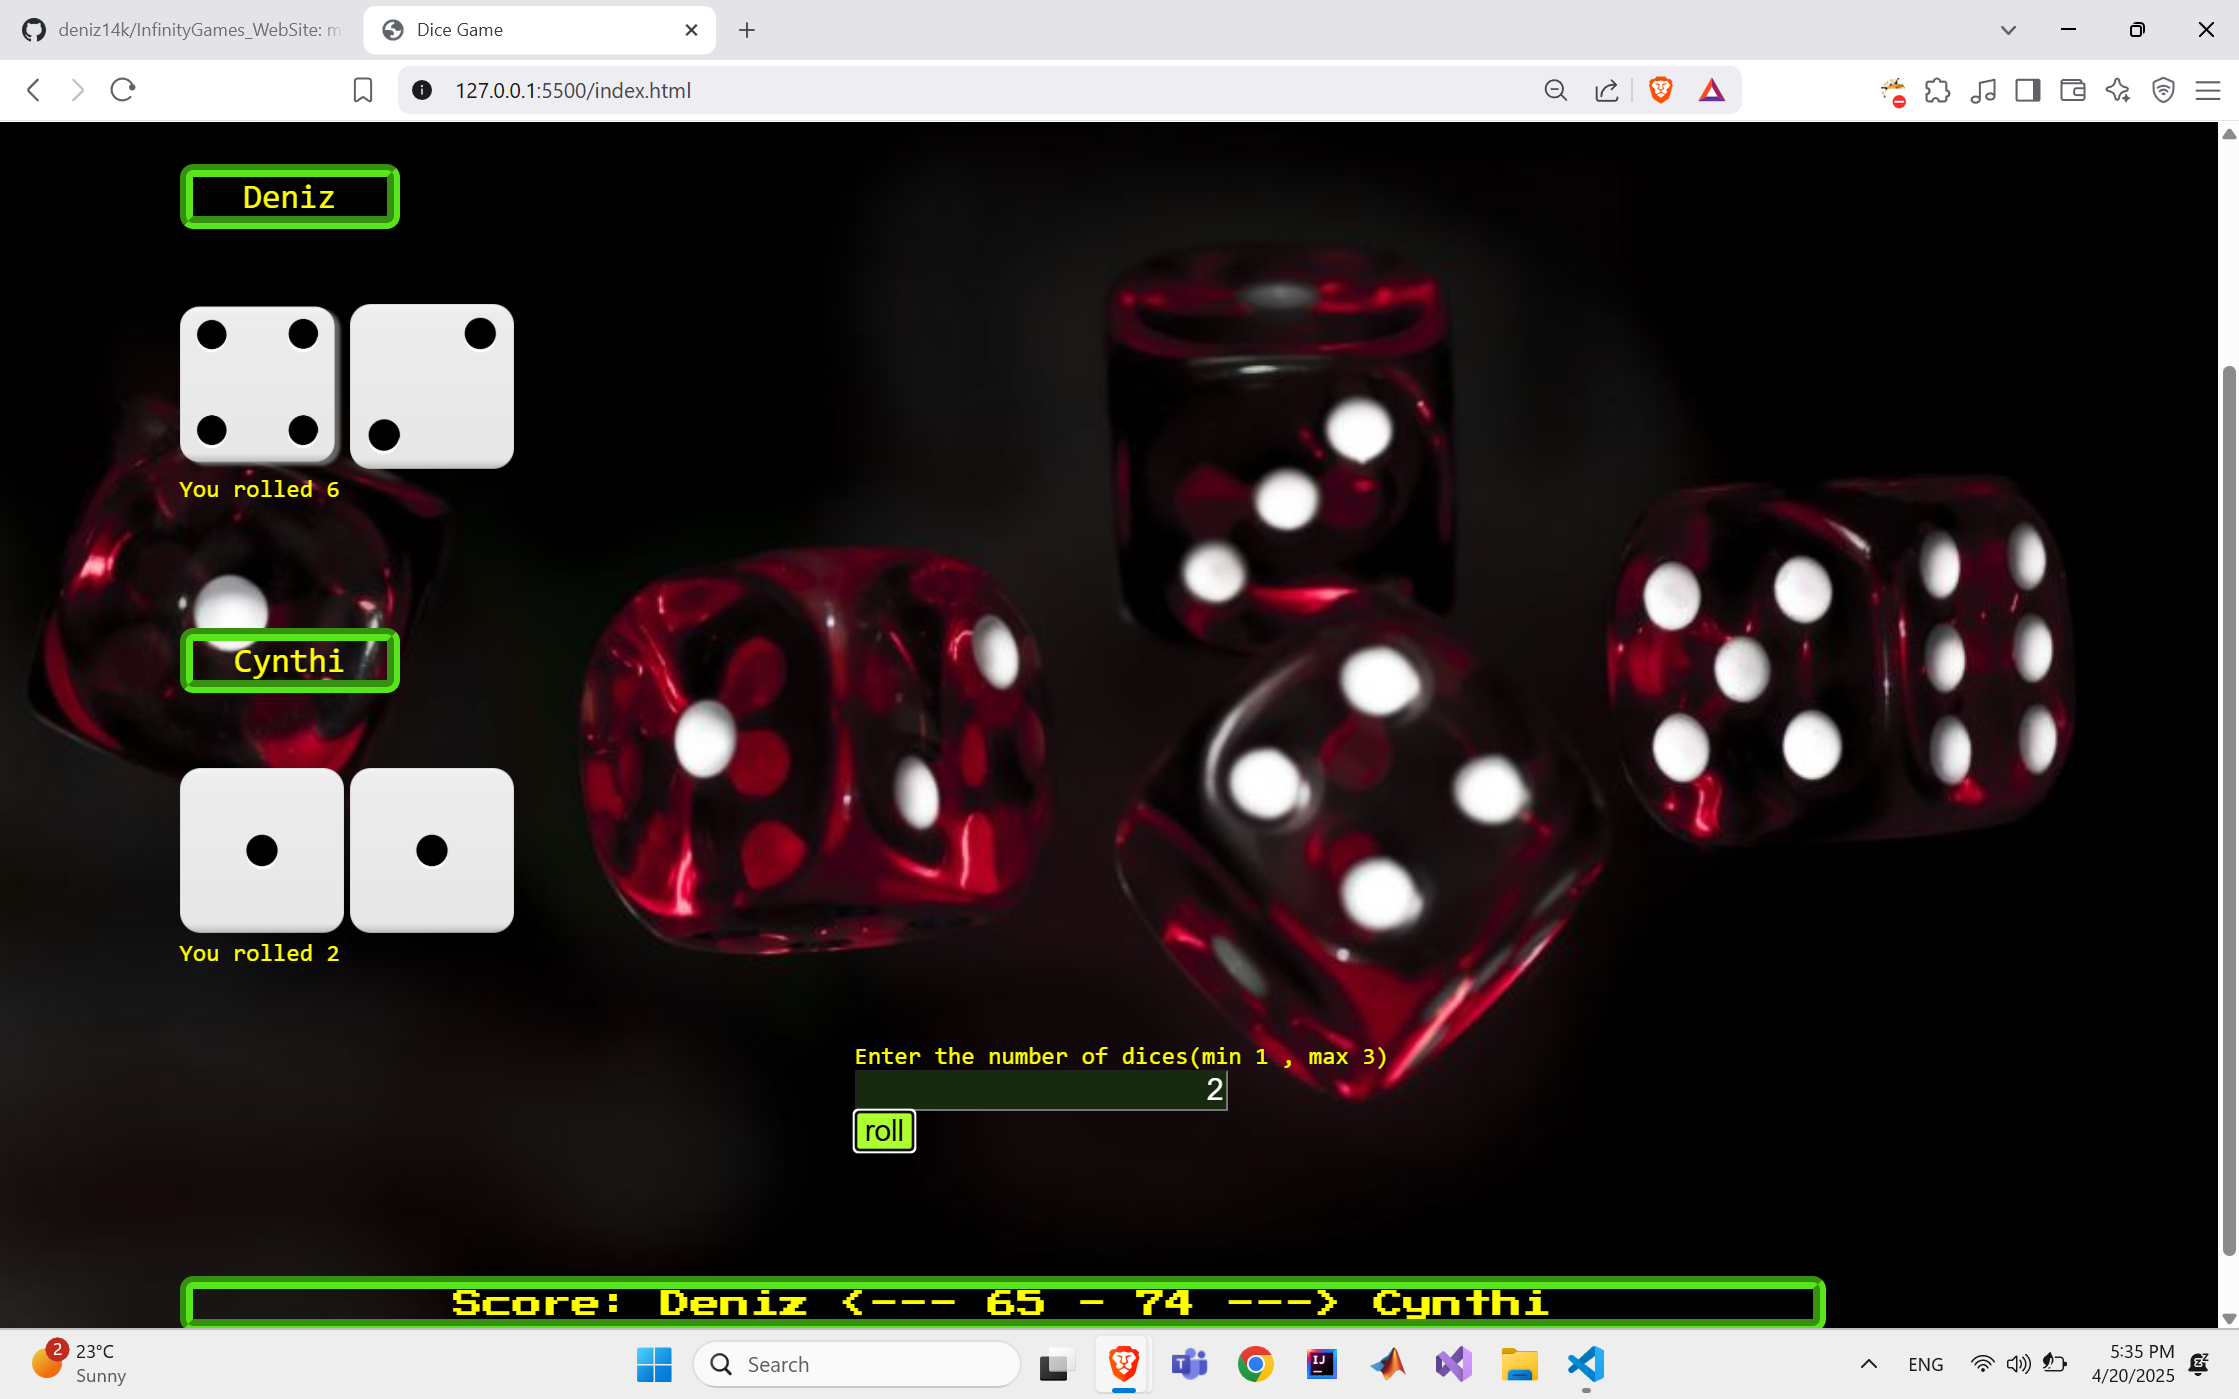 deniz14k/InfinityGames_WebSite: m
Dice Game
127.0.0.1:5500/index.html
Deniz
You rolled 6
Cynthi
You rolled 2
Enter the number of dices(min 1 , max 3)
2
roll
Score: Deniz <--- 65 - 74 ---> Cynthi
2
23°C
Sunny
Search
T
IJ
ENG
5:35 PM
4/20/2025